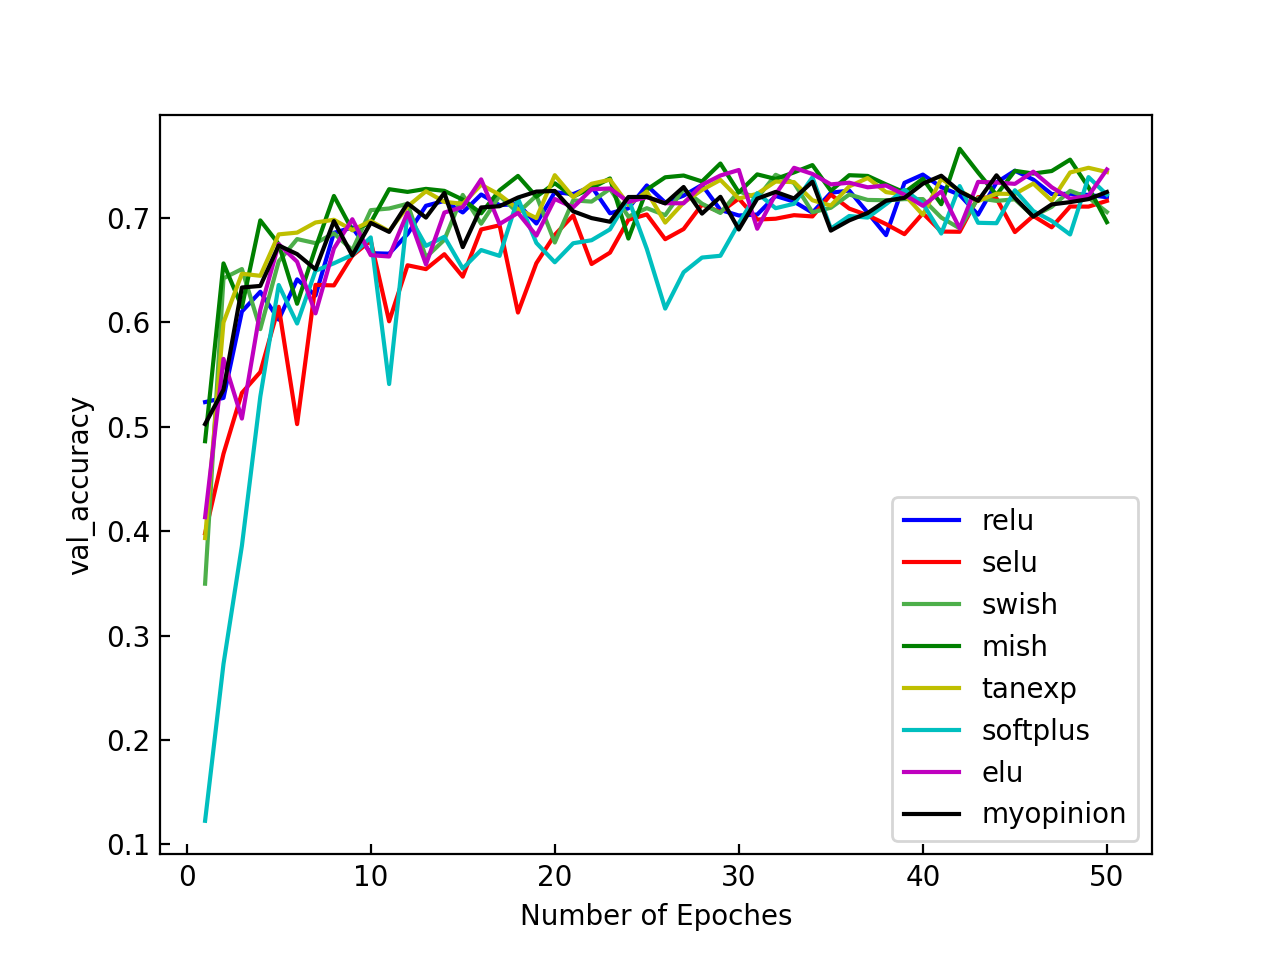 0.7
0.6
0.5
0.4
0.3
0.2
0.1
val_accuracy
0 10 20 30 40 50
Number of Epoches
relu
selu
swish
mish
tanexp
softplus
elu
myopinion